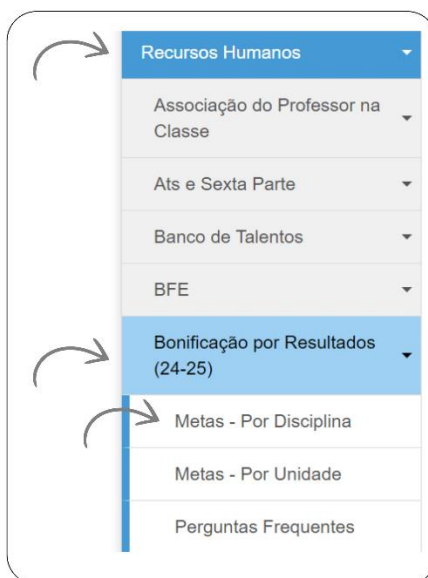 Recursos Humanos
Associação do Professor na
Classe
Ats e Sexta Parte
Banco de Talentos
BFE
Bonificação por Resultados
(24-25)
Metas - Por Disciplina
Metas - Por Unidade
Perguntas Frequentes